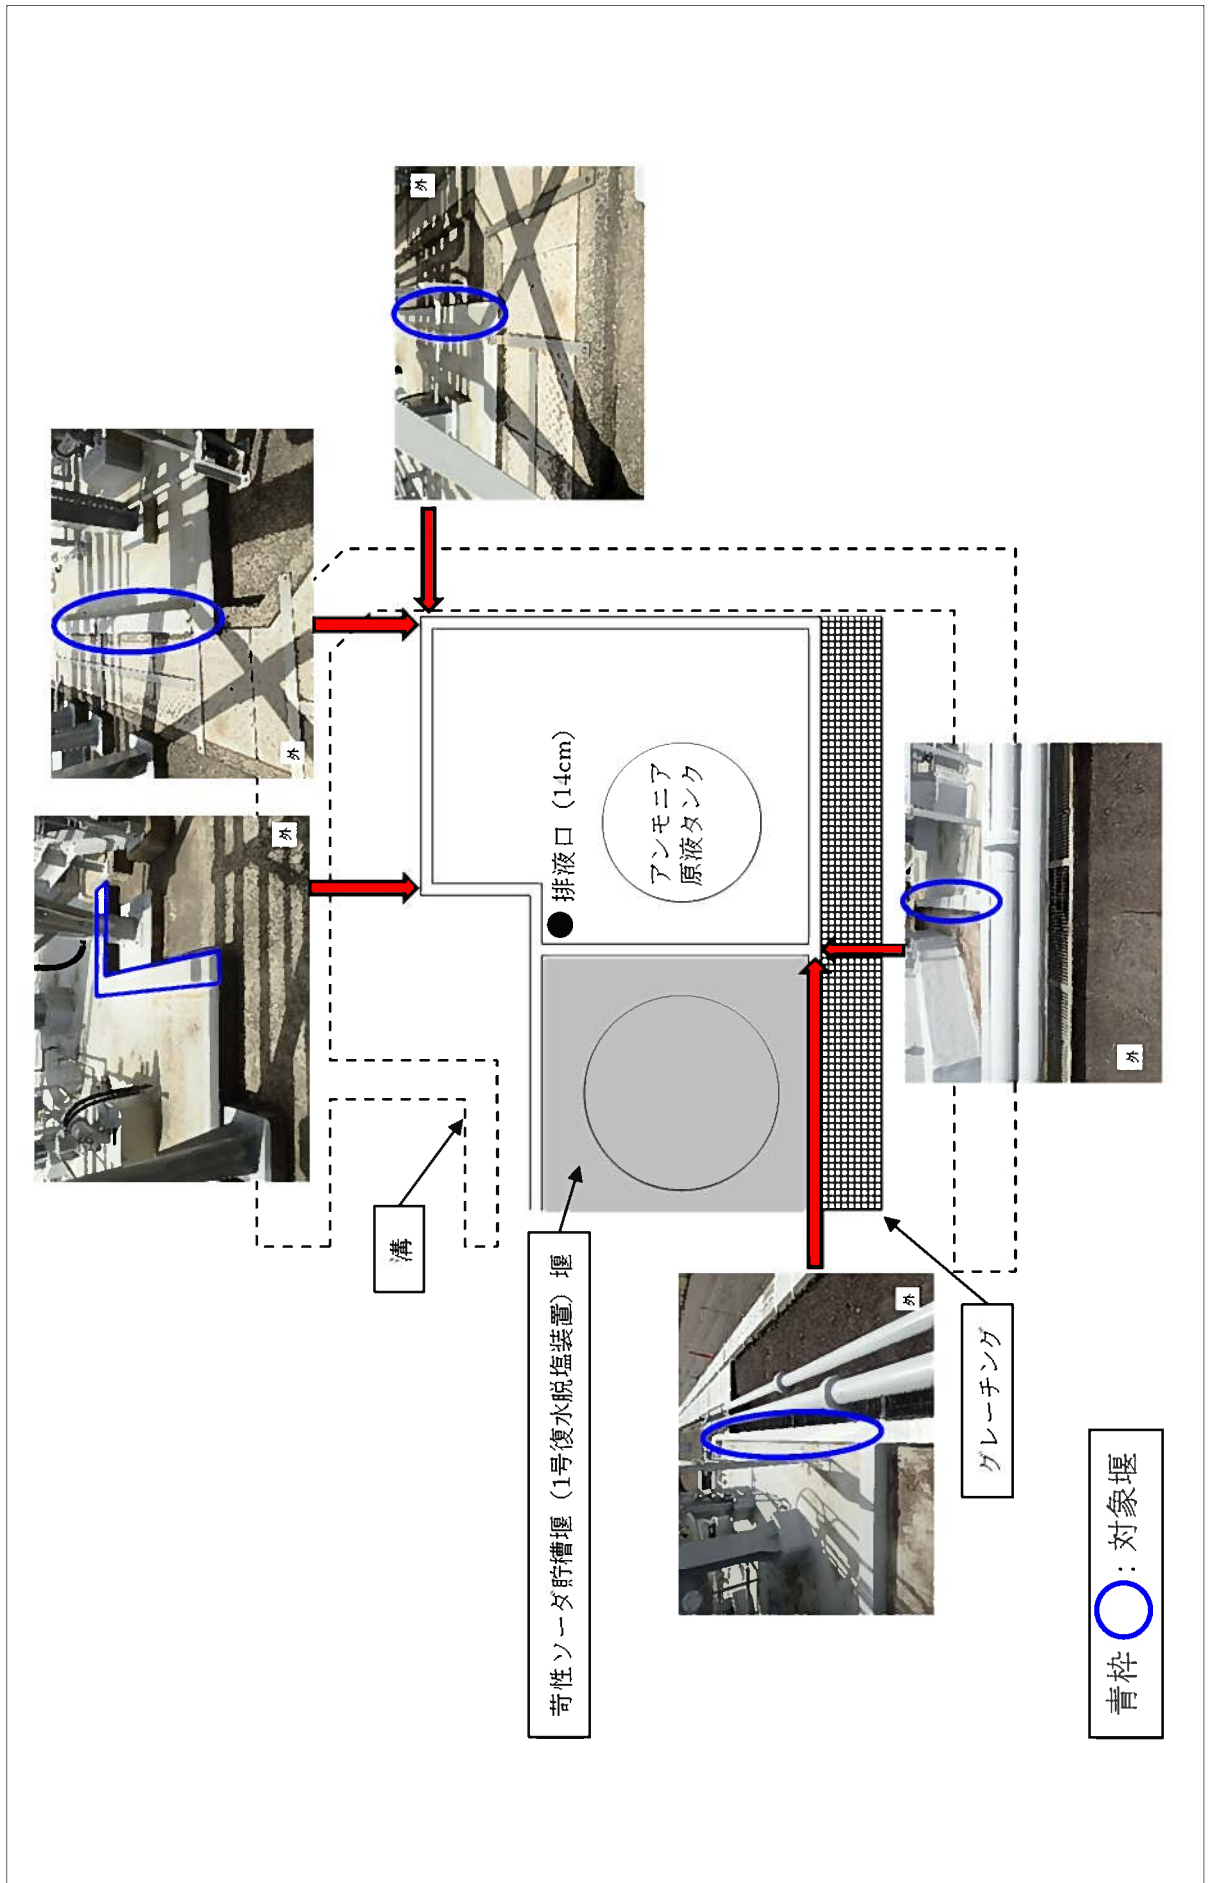 外
外
外
外
外
溝
排液口（14cm）
アンモニア
原液タンク
苛性ソーダ貯槽堰（1号復水脱塩装置）堰
グレーチング
青枠 ：対象堰